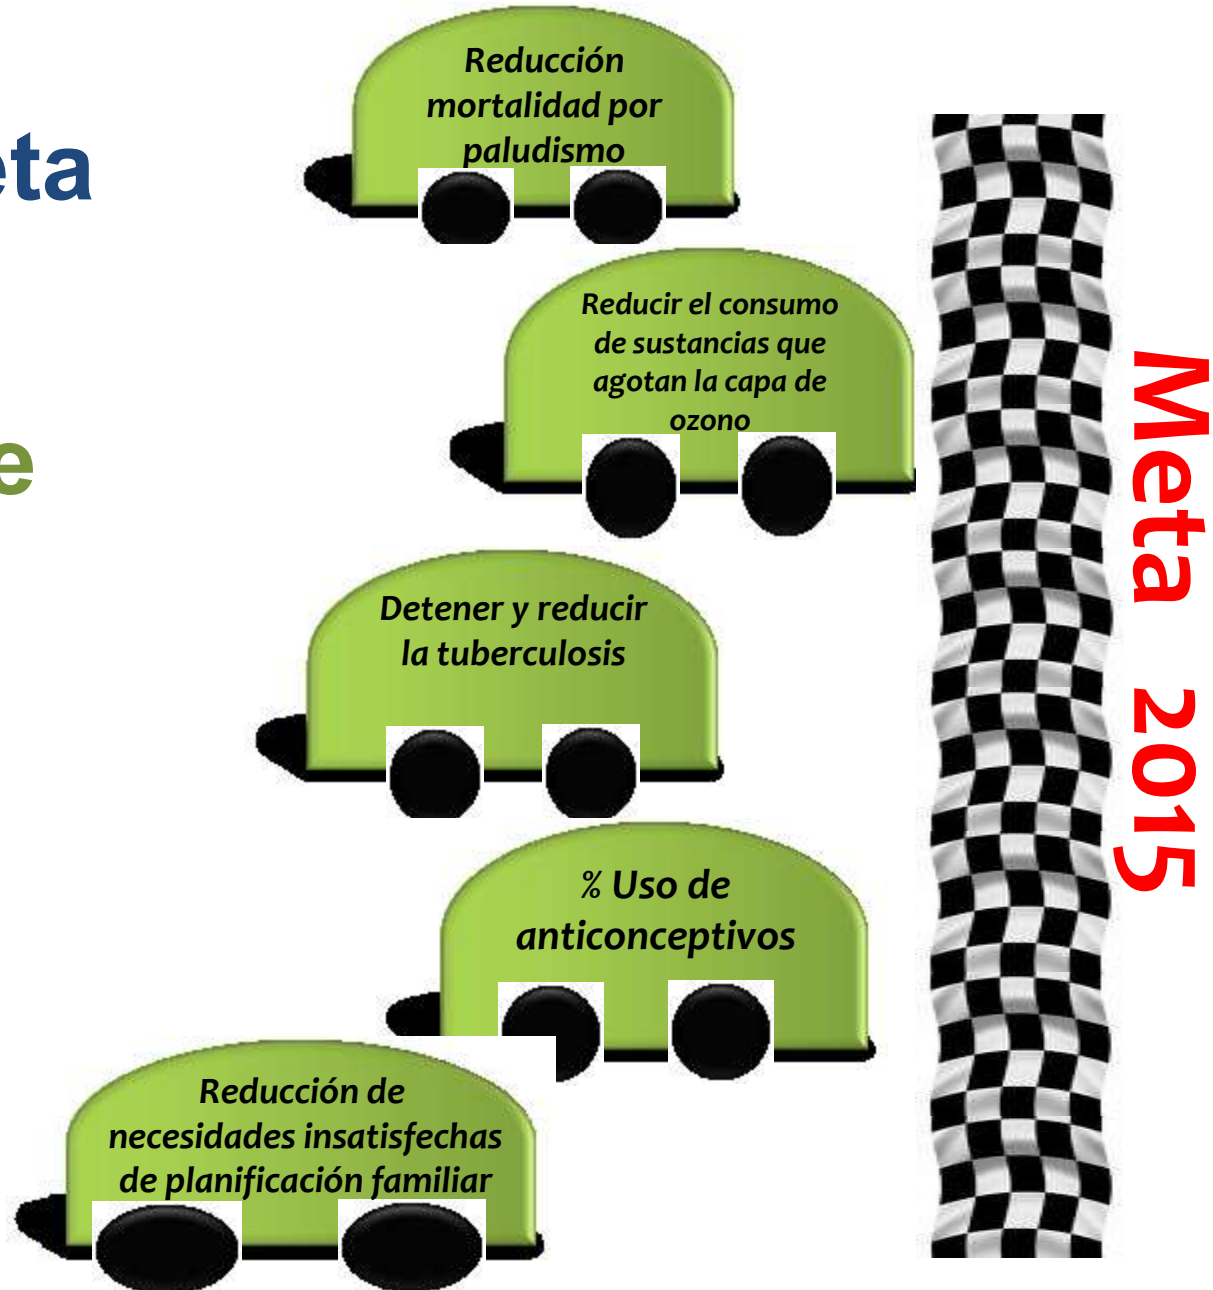 Reducción
mortalidad por
paludismo
eta
Reducir el consumo
de sustancias que
agotan la capa de
ozono
e
Detener y reducir
la tuberculosis
% Uso de
anticonceptivos
Reducción de
necesidades insatisfechas
de planificación familiar
Meta 2015